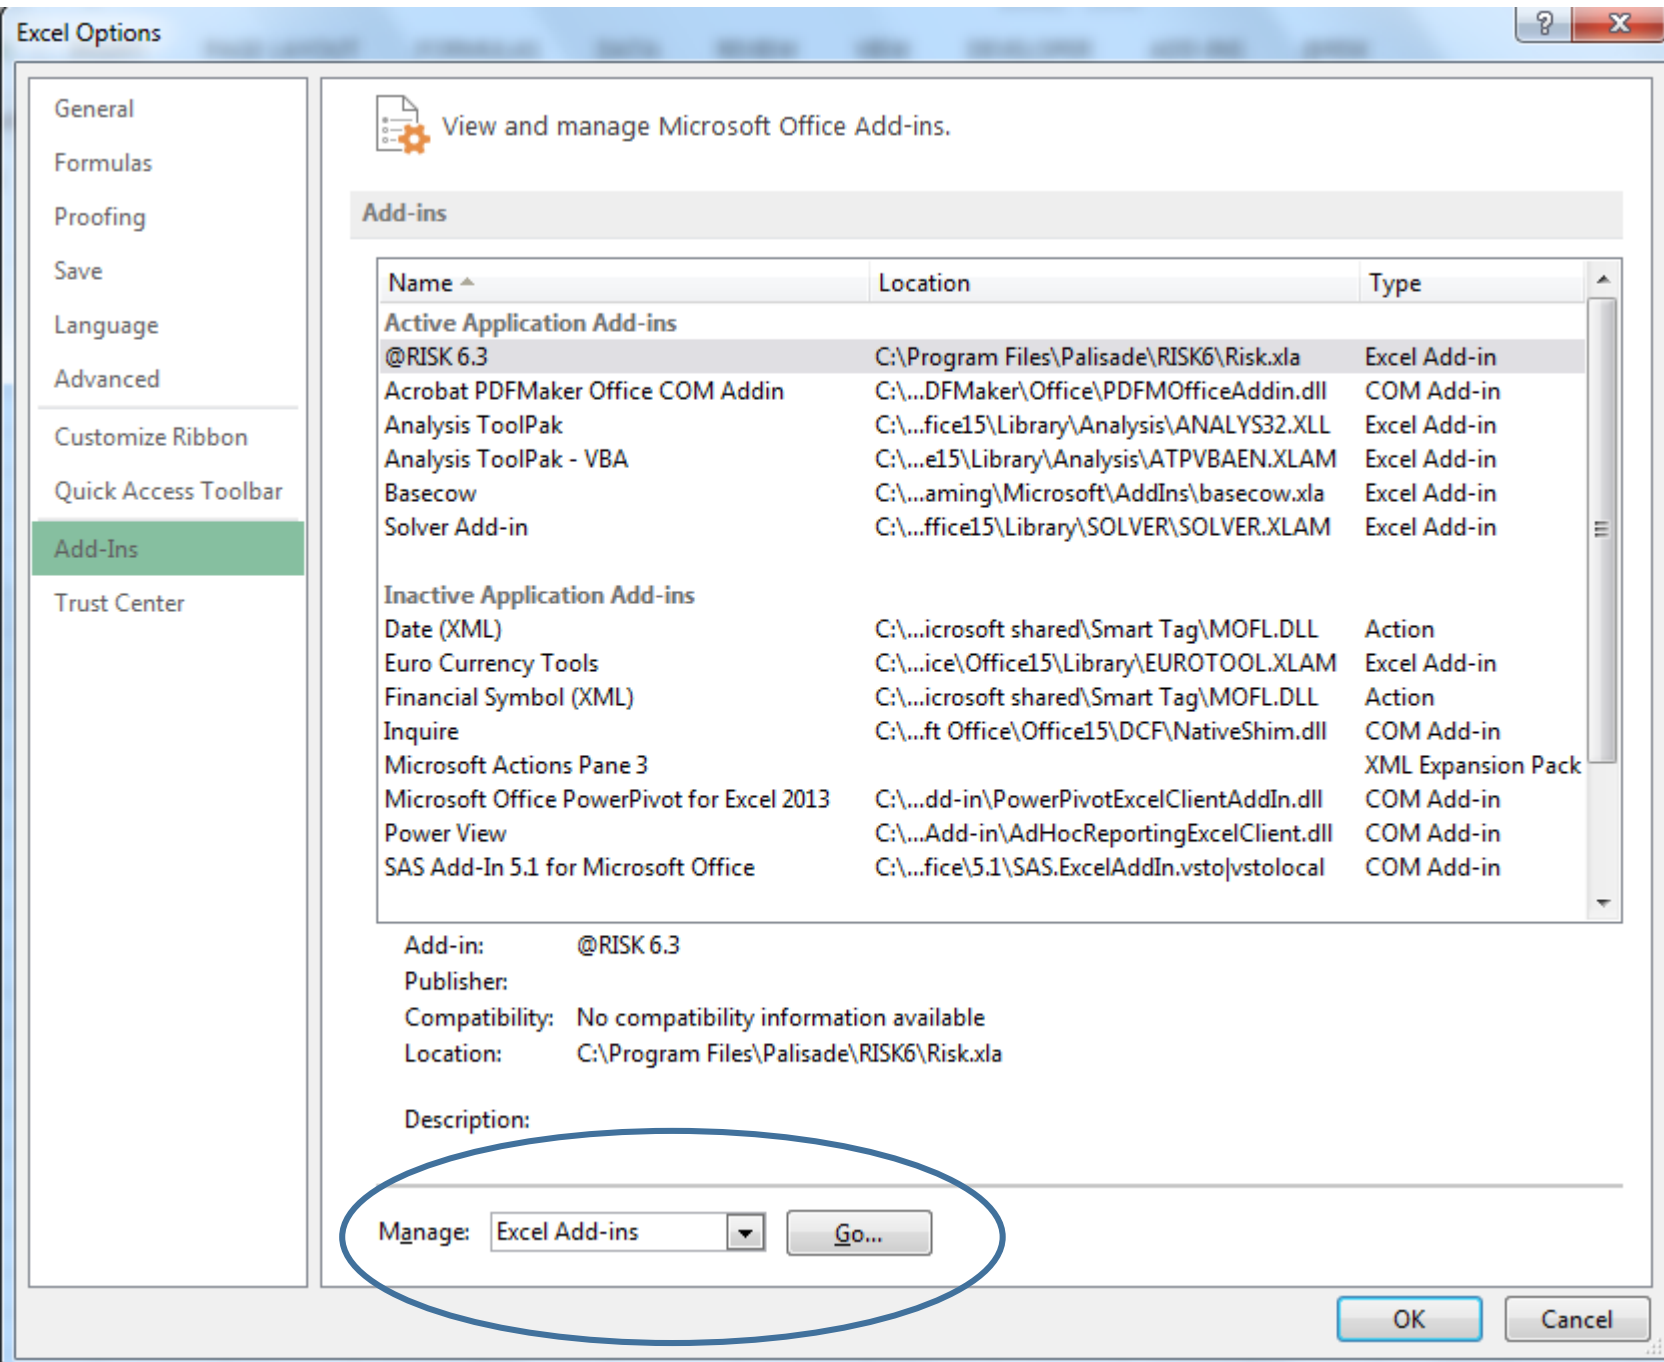 Excel Options
PAGE LAYOUT FORMULAS DATA REVIEW VIEW DEVELOPER ADD-INS
General
Formulas
Proofing
Save
Language
Advanced
Customize Ribbon
Quick Access Toolbar
Add-Ins
Trust Center
View and manage Microsoft Office Add-ins.
Add-ins
Name Location Type
Active Application Add-ins
@RISK 6.3 C:\Program Files\Palisade\RISK6\Risk.xla Excel Add-in
Acrobat PDFMaker Office COM Addin C:\...DFMaker\Office\PDFMOfficeAddin.dll COM Add-in
Analysis ToolPak C:\...fice15\Library\Analysis\ANALYS32.XLL Excel Add-in
Analysis ToolPak - VBA C:\...e15\Library\Analysis\ATPVBAEN.XLAM Excel Add-in
Basecow C:\...aming\Microsoft\AddIns\basecow.xla Excel Add-in
Solver Add-in C:\...ffice15\Library\SOLVER\SOLVER.XLAM Excel Add-in
Inactive Application Add-ins
Date (XML) C:\...icrosoft shared\Smart Tag\MOFL.DLL Action
Euro Currency Tools C:\...ice\Office15\Library\EUROTOOL.XLAM Excel Add-in
Financial Symbol (XML) C:\...icrosoft shared\Smart Tag\MOFL.DLL Action
Inquire C:\...ft Office\Office15\DCF\NativeShim.dll COM Add-in
Microsoft Actions Pane 3 XML Expansion Pack
Microsoft Office PowerPivot for Excel 2013 C:\...dd-in\PowerPivotExcelClientAddIn.dll COM Add-in
Power View C:\...Add-in\AdHocReportingExcelClient.dll COM Add-in
SAS Add-In 5.1 for Microsoft Office C:\...fice\5.1\SAS.ExcelAddIn.vsto|vstolocal COM Add-in
Add-in: @RISK 6.3
Publisher:
Compatibility: No compatibility information available
Location: C:\Program Files\Palisade\RISK6\Risk.xla
Description:
Manage: Excel Add-ins Go...
OK Cancel